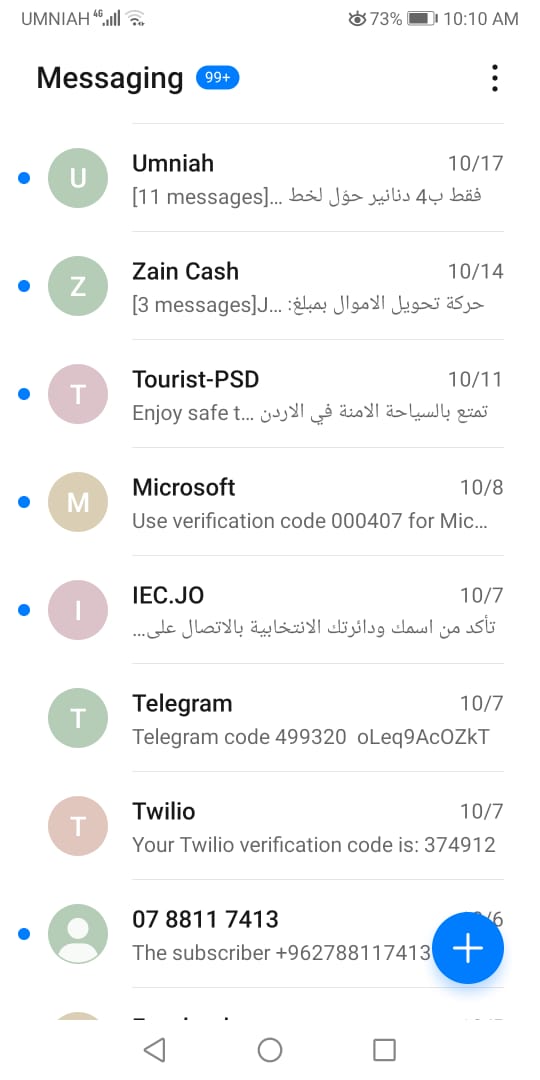 UMNIAH 4G 73% 10:10 AM
Messaging 99+
U Umniah 10/17
[11 messages]... فقط ب4 دنانير حوّل لخط
Z Zain Cash 10/14
[3 messages]J... حركة تحويل الاموال بمبلغ:
T Tourist-PSD 10/11
Enjoy safe t... تمتع بالسياحة الامنة في الاردن
M Microsoft 10/8
Use verification code 000407 for Mic...
I IEC.JO 10/7
تأكد من اسمك ودائرتك الانتخابية بالاتصال على...
T Telegram 10/7
Telegram code 499320 oLeq9AcOZkT
T Twilio 10/7
Your Twilio verification code is: 374912
07 8811 7413
The subscriber +962788117413